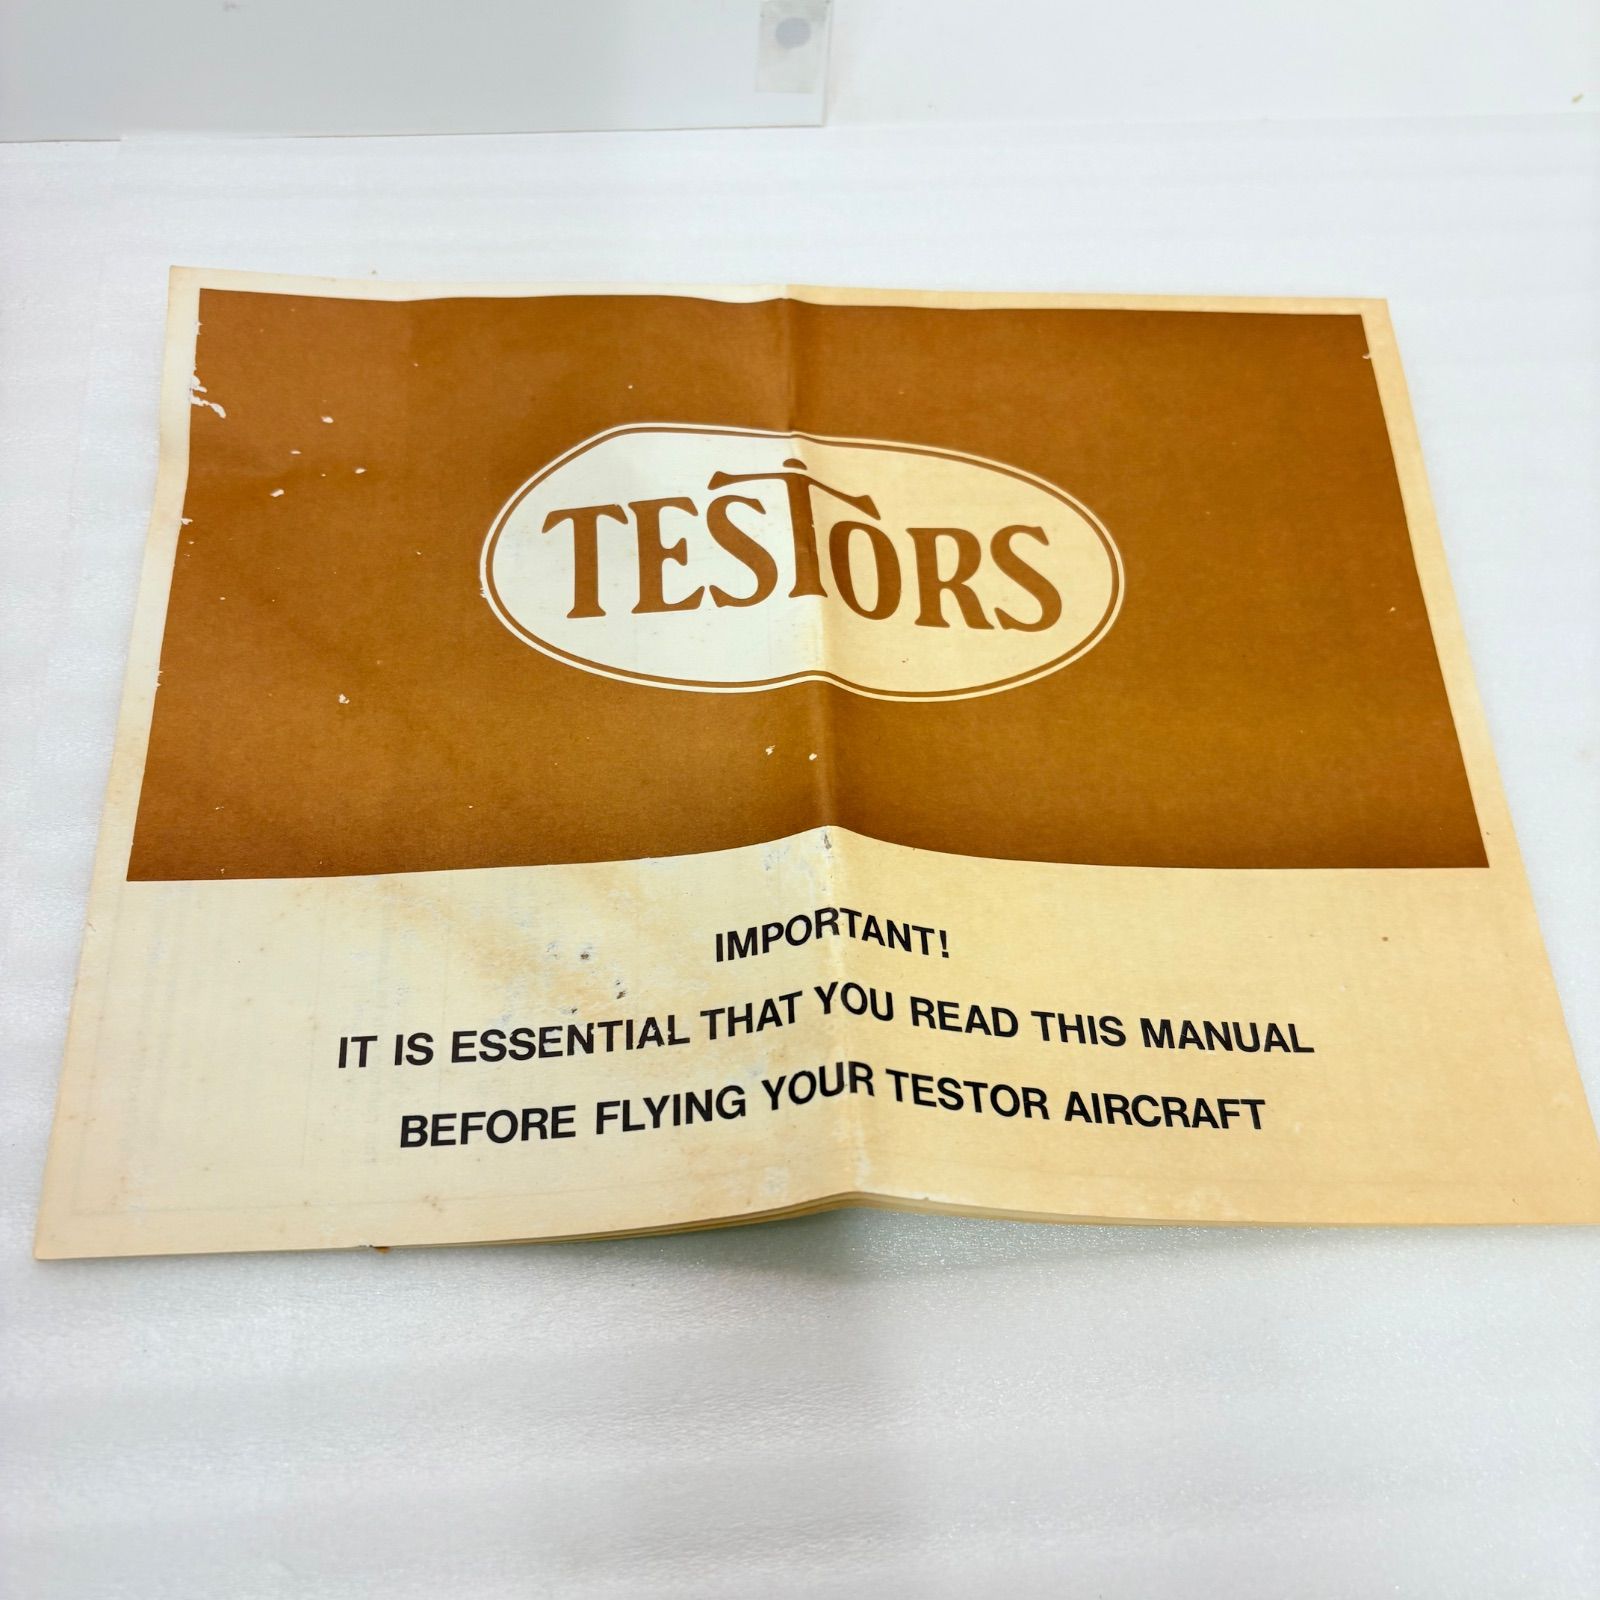 TESTORS
IMPORTANT!
IT IS ESSENTIAL THAT YOU READ THIS MANUAL
BEFORE FLYING YOUR TESTOR AIRCRAFT